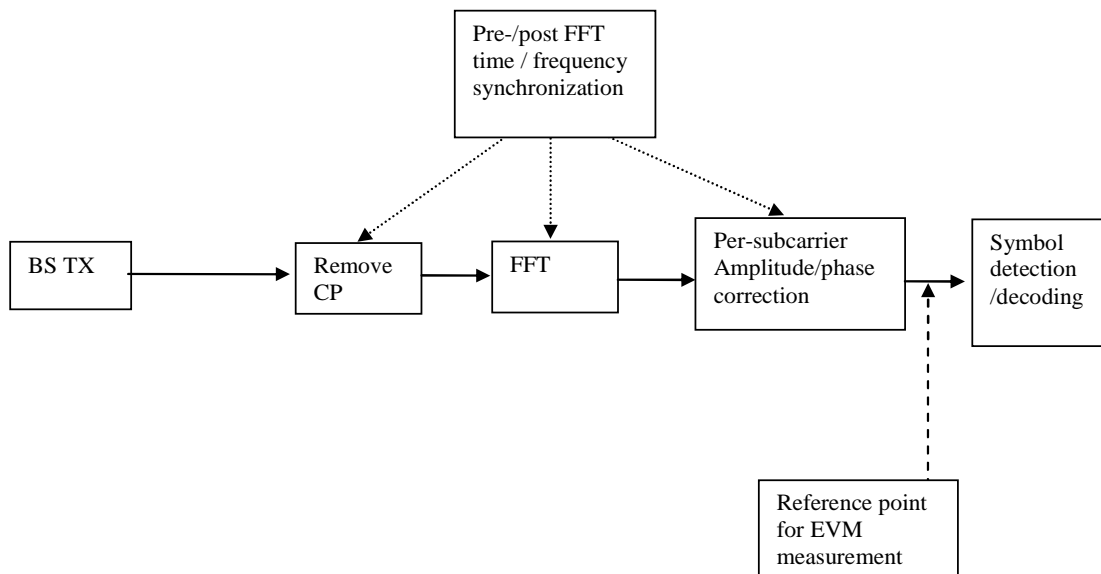 Pre-/post FFT
time / frequency
synchronization
BS TX
Remove
CP
FFT
Per-subcarrier
Amplitude/phase
correction
Symbol
detection
/decoding
Reference point
for EVM
measurement